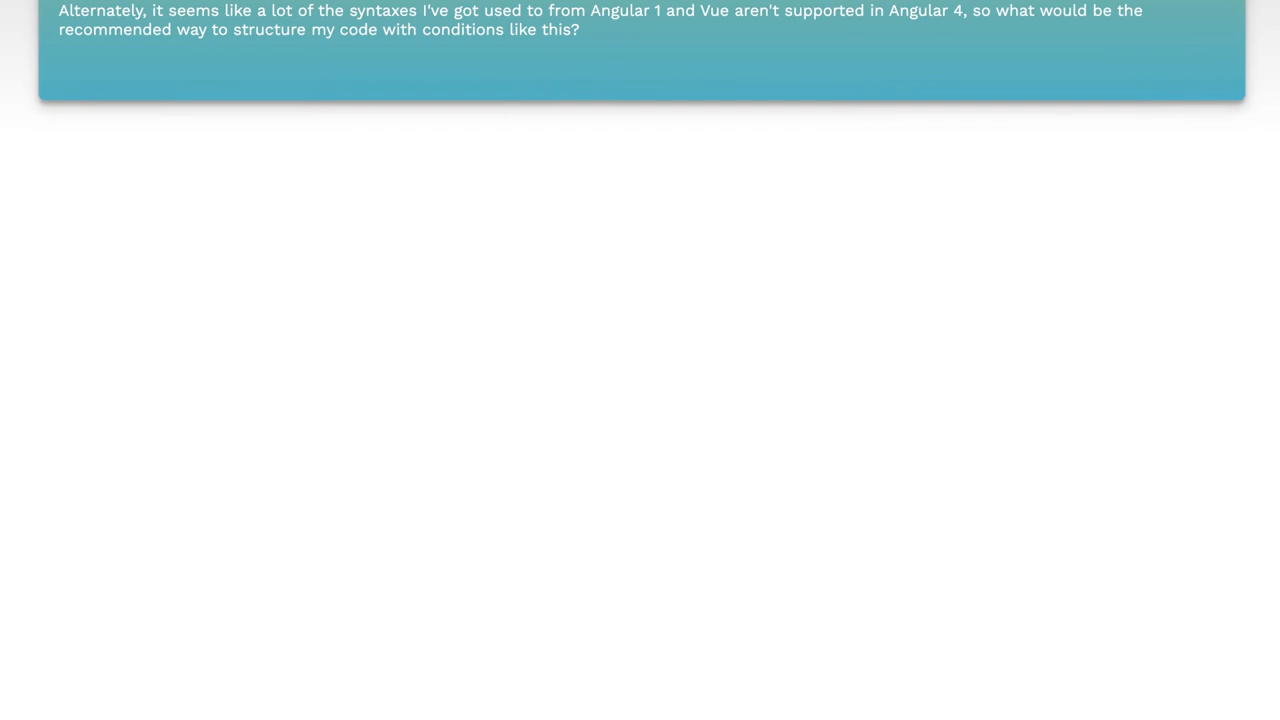 Alternately, it seems like a lot of the syntaxes I've got used to from Angular 1 and Vue aren't supported in Angular 4, so what would be the
recommended way to structure my code with conditions like this?